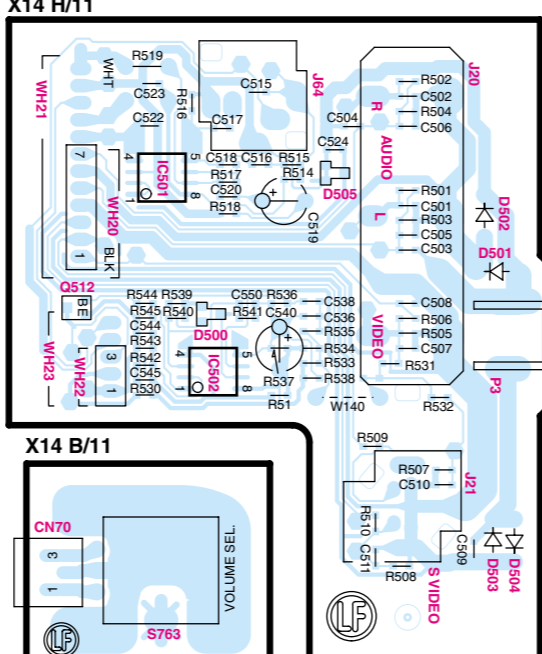 X14 H/11
WH21
WHT
R519
C523
C522
R516
C515
C517
J64
R
AUDIO
L
VIDEO
J20
R502
C502
R504
C506
C504
C524
7
1
WH20
BLK
4
5
1
8
IC501
C518
C516
R515
R517
R514
C520
R518
+
C519
D505
R501
C501
R503
C505
C503
D502
D501
Q512
BE
R544
R539
R545
R540
C544
R543
R542
C545
R530
D500
C550
R536
R541
C540
C538
C536
R535
R534
R533
R538
+
4
5
1
8
IC502
R537
R51
C508
R506
R505
C507
R531
P3
WH23
WH22
3
1
W140
R532
X14 B/11
CN70
3
1
VOLUME SEL.
S763
LF
R509
R507
C510
J21
R510
C511
R508
S VIDEO
C509
D503
D504
LF